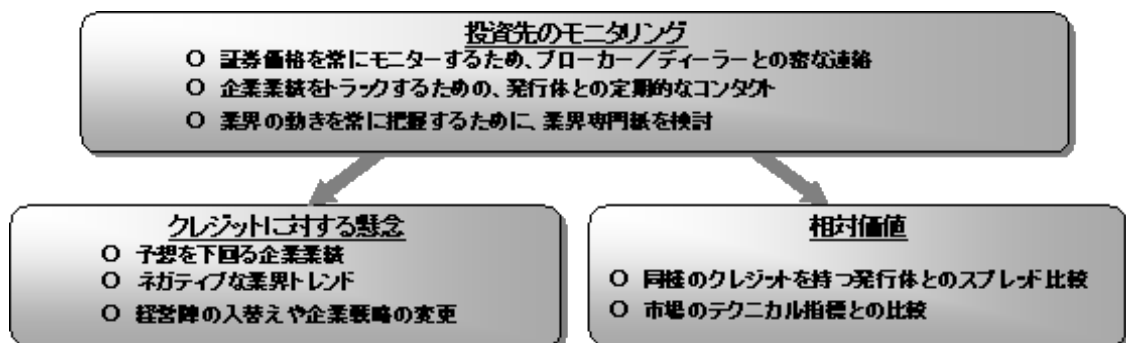 投資先のモニタリング
○ 証券価格を常にモニターするため、ブローカー／ディーラーとの密な連絡
○ 企業業績をトラックするための、発行体との定期的なコンタクト
○ 業界の動きを常に把握するために、業界専門紙を検討
クレジットに対する懸念
○ 予想を下回る企業業績
○ ネガティブな業界トレンド
○ 経営陣の入替えや企業戦略の変更
相対価値
○ 同様のクレジットを持つ発行体とのスプレッド比較
○ 市場のテクニカル指標との比較